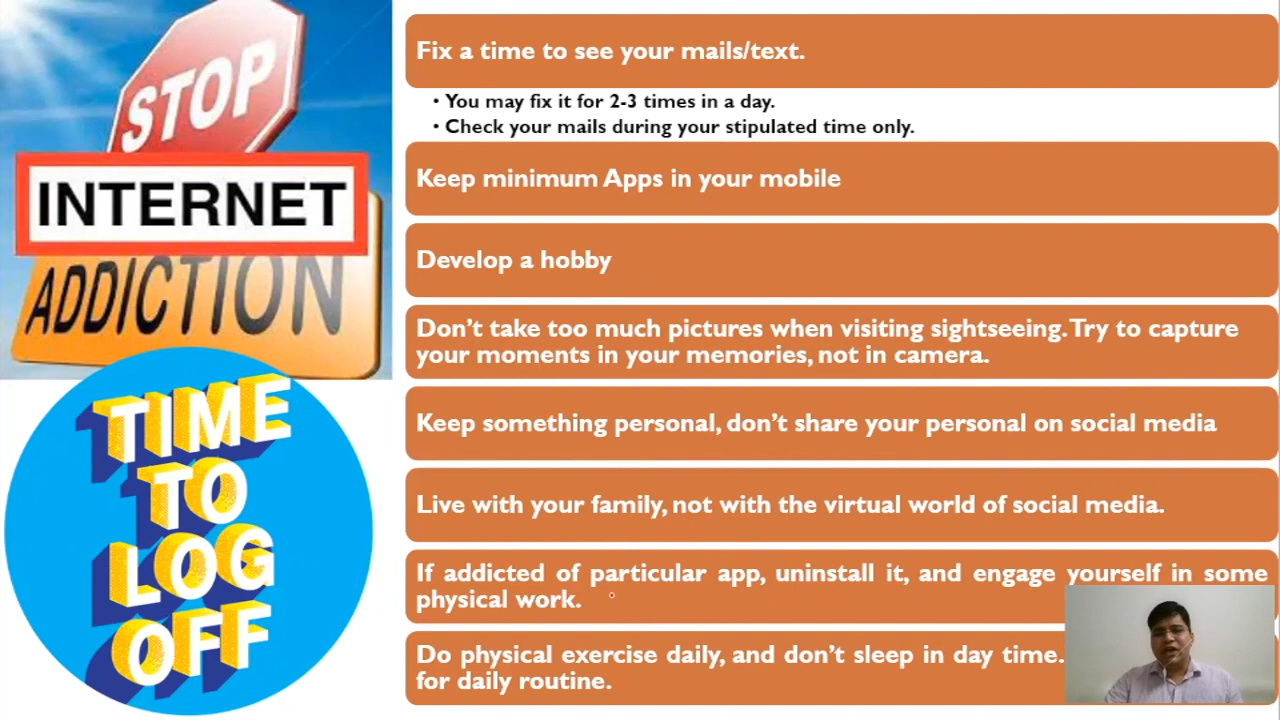 STOP
INTERNET
ADDICTION
TIME
TO
LOG
OFF
Fix a time to see your mails/text.
• You may fix it for 2-3 times in a day.
• Check your mails during your stipulated time only.
Keep minimum Apps in your mobile
Develop a hobby
Don't take too much pictures when visiting sightseeing. Try to capture
your moments in your memories, not in camera.
Keep something personal, don't share your personal on social media
Live with your family, not with the virtual world of social media.
If addicted of particular app, uninstall it, and engage yourself in some
physical work.
Do physical exercise daily, and don't sleep in day time.
for daily routine.